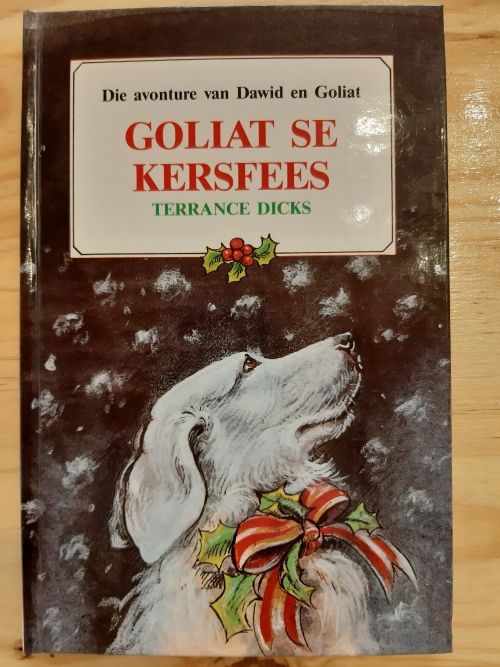 Die avonture van Dawid en Goliat
GOLIAT SE
KERSFEES
TERRANCE DICKS